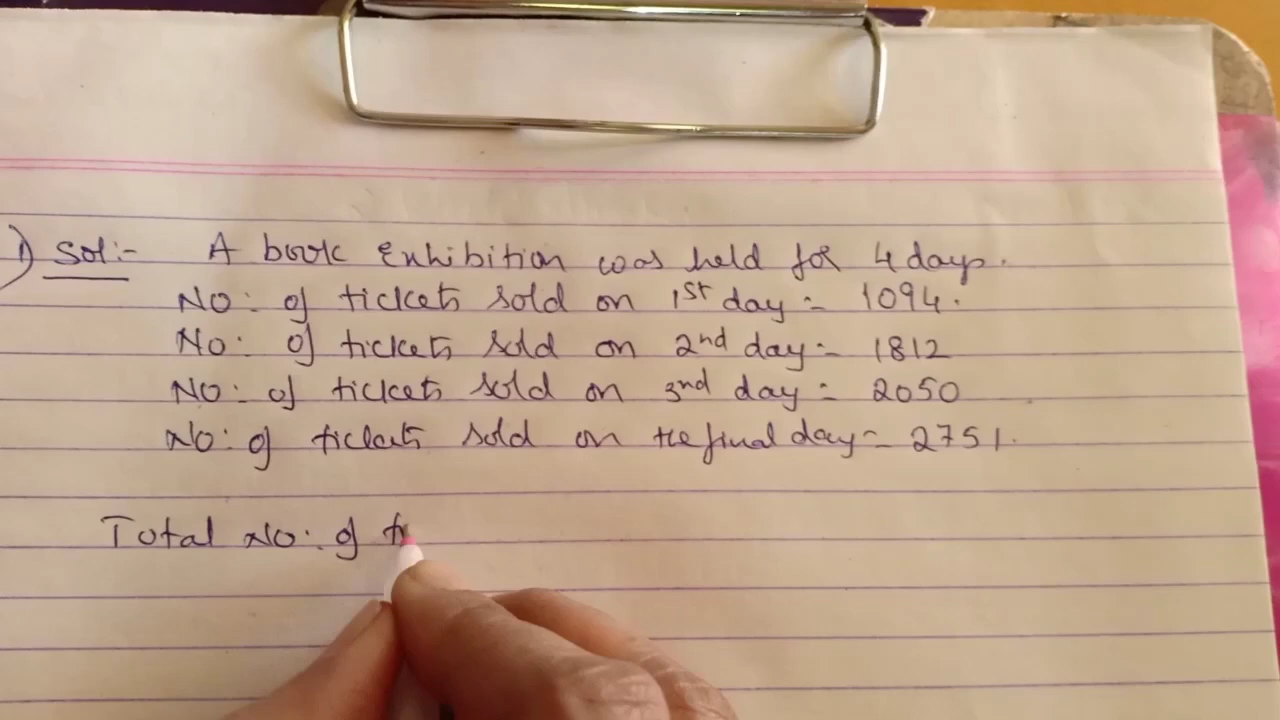 1) Sol:- A book Exhibition was held for 4 days.
No: of tickets sold on 1st day = 1094.
No: of tickets sold on 2nd day = 1812
No: of tickets sold on 3nd day = 2050
No: of tickets sold on the final day = 2751.
Total No: of